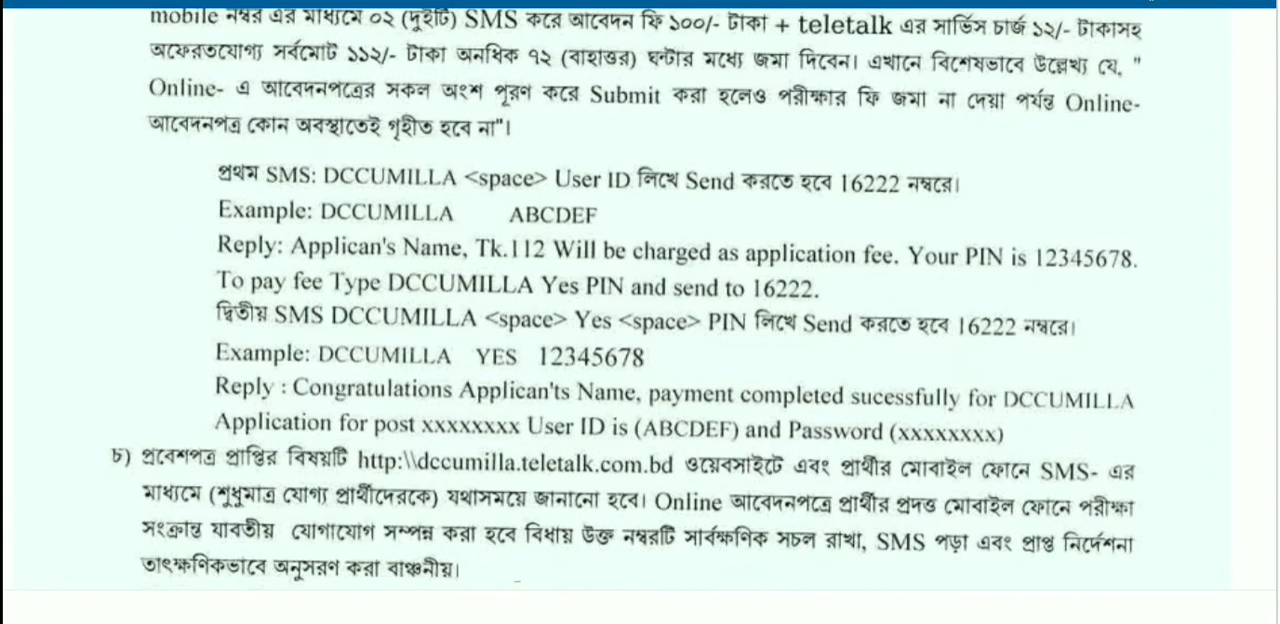 mobile নম্বর এর মাধ্যমে ০২ (দুইটি) SMS করে আবেদন ফি ১০০/- টাকা + teletalk এর সার্ভিস চার্জ ১২/- টাকাসহ
অফেরতযোগ্য সর্বমোট ১১২/- টাকা অনধিক ৭২ (বাহাত্তর) ঘন্টার মধ্যে জমা দিবেন। এখানে বিশেষভাবে উল্লেখ্য যে, "
Online- এ আবেদনপত্রের সকল অংশ পূরণ করে Submit করা হলেও পরীক্ষার ফি জমা না দেয়া পর্যন্ত Online-
আবেদনপত্র কোন অবস্থাতেই গৃহীত হবে না"।
প্রথম SMS: DCCUMILLA <space> User ID লিখে Send করতে হবে 16222 নম্বরে।
Example: DCCUMILLA ABCDEF
Reply: Applican's Name, Tk.112 Will be charged as application fee. Your PIN is 12345678.
To pay fee Type DCCUMILLA Yes PIN and send to 16222.
দ্বিতীয় SMS DCCUMILLA <space> Yes <space> PIN লিখে Send করতে হবে 16222 নম্বরে।
Example: DCCUMILLA YES 12345678
Reply : Congratulations Applican'ts Name, payment completed sucessfully for DCCUMILLA
Application for post xxxxxxxx User ID is (ABCDEF) and Password (xxxxxxxx)
চ) প্রবেশপত্র প্রাপ্তির বিষয়টি http:\\dccumilla.teletalk.com.bd ওয়েবসাইটে এবং প্রার্থীর মোবাইল ফোনে SMS- এর
মাধ্যমে (শুধুমাত্র যোগ্য প্রার্থীদেরকে) যথাসময়ে জানানো হবে। Online আবেদনপত্রে প্রার্থীর প্রদত্ত মোবাইল ফোনে পরীক্ষা
সংক্রান্ত যাবতীয় যোগাযোগ সম্পন্ন করা হবে বিধায় উক্ত নম্বরটি সার্বক্ষণিক সচল রাখা, SMS পড়া এবং প্রাপ্ত নির্দেশনা
তাৎক্ষণিকভাবে অনুসরণ করা বাঞ্চনীয়।